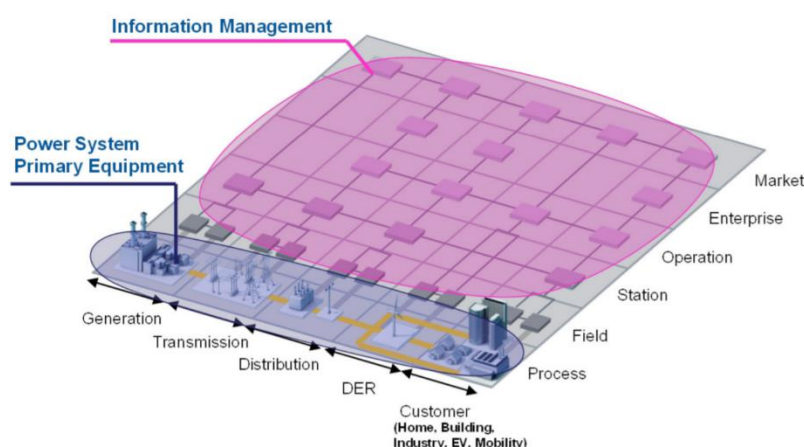 Information Management
Power System
Primary Equipment
Market
Enterprise
Operation
Station
Field
Process
Generation
Transmission
Distribution
DER
Customer
(Home, Building,
Industry, EV, Mobility)